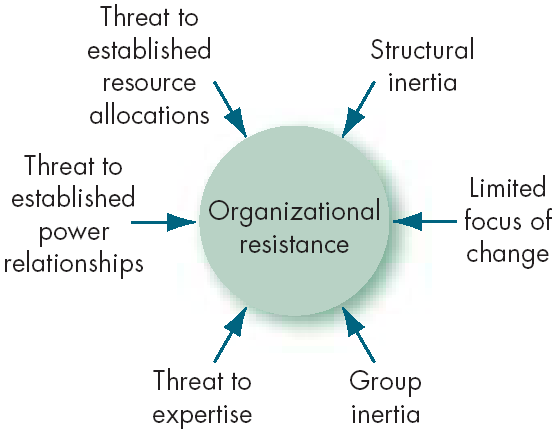 Threat to
established
resource
allocations
Structural
inertia
Threat to
established
power
relationships
Organizational
resistance
Limited
focus of
change
Threat to
expertise
Group
inertia